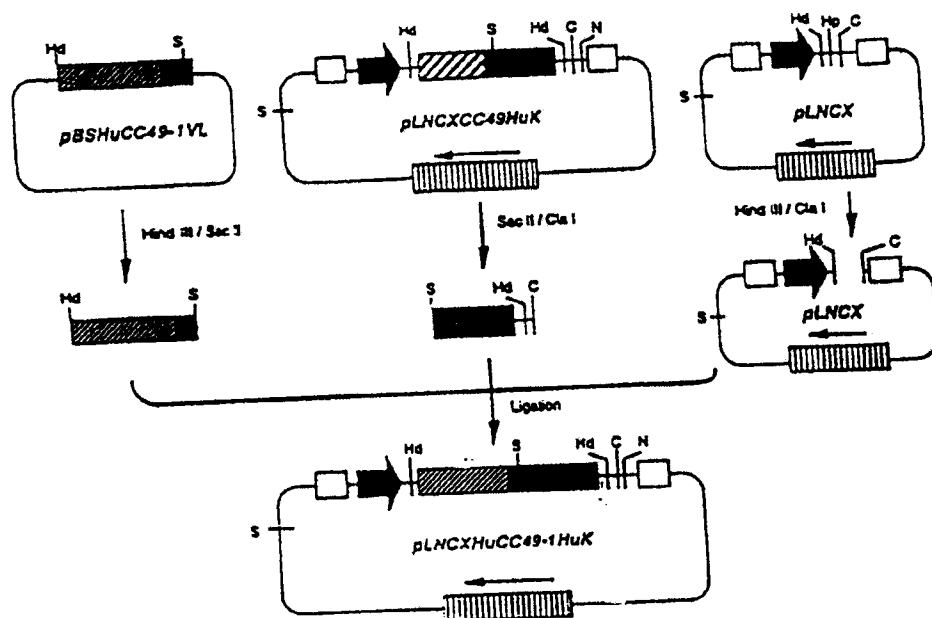 Hd S
pBSHuCC49-1VL
Hind III / Sac I
Hd S
Hd S Hd C N
S
pLNCXCC49HuK
Sac II / Cla I
S Hd C
Hd Hp C
S
pLNCX
Hind III / Cla I
Hd C
S
pLNCX
Ligation
Hd S Hd C N
S
pLNCXHuCC49-1HuK